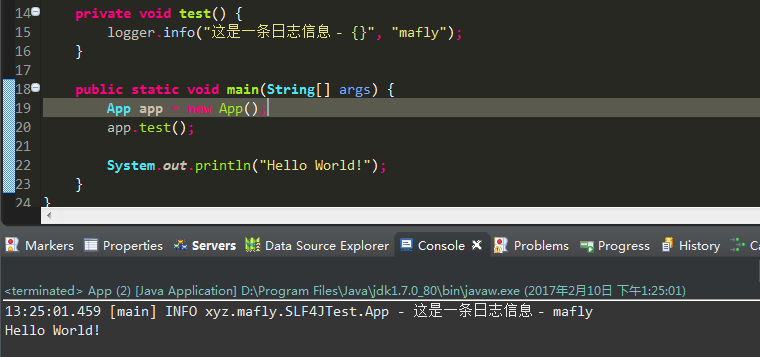 14 private void test() {
15 logger.info("这是一条日志信息 - {}", "mafly");
16 }
17
18 public static void main(String[] args) {
19 App app = new App();
20 app.test();
21
22 System.out.println("Hello World!");
23 }
24 }
Markers Properties Servers Data Source Explorer Console Problems Progress History Ca
<terminated> App (2) [Java Application] D:\Program Files\Java\jdk1.7.0_80\bin\javaw.exe (2017年2月10日 下午1:25:01)
13:25:01.459 [main] INFO xyz.mafly.SLF4JTest.App - 这是一条日志信息 - mafly
Hello World!